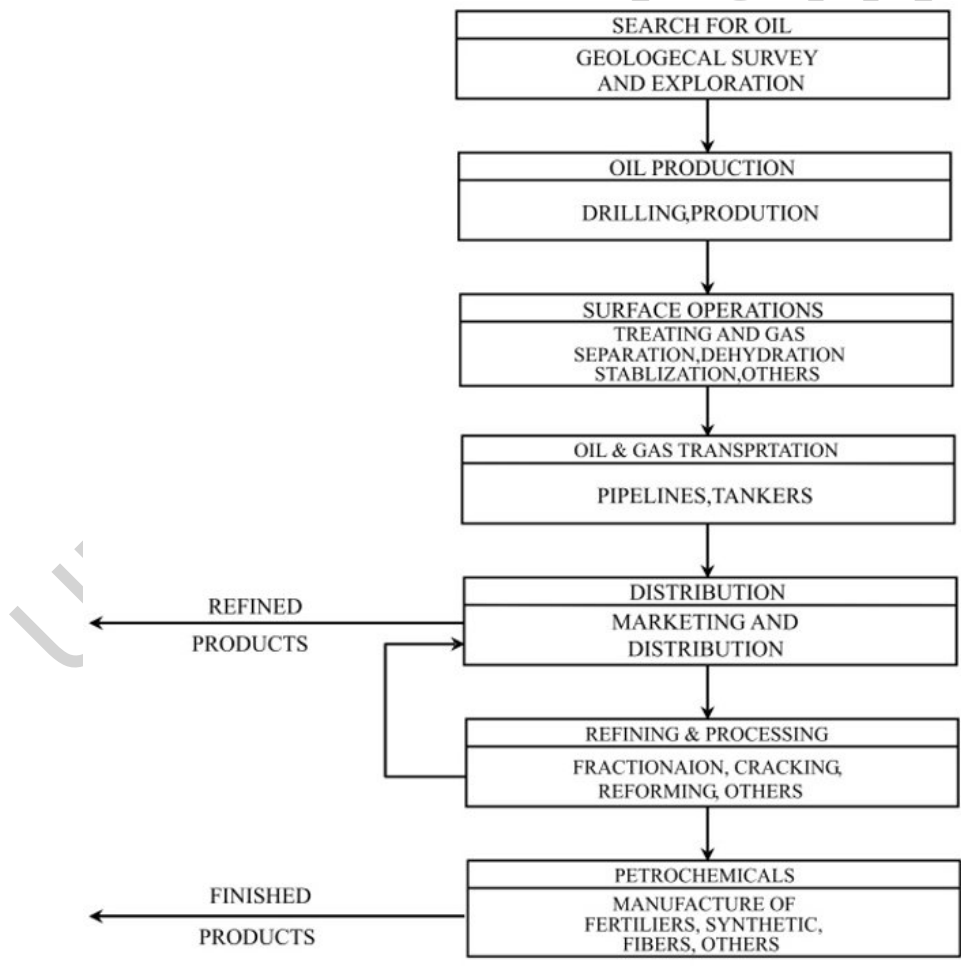 SEARCH FOR OIL
GEOLOGECAL SURVEY
AND EXPLORATION
OIL PRODUCTION
DRILLING,PRODUTION
SURFACE OPERATIONS
TREATING AND GAS
SEPARATION,DEHYDRATION
STABLIZATION,OTHERS
OIL & GAS TRANSPRTATION
PIPELINES,TANKERS
DISTRIBUTION
MARKETING AND
DISTRIBUTION
REFINED
PRODUCTS
REFINING & PROCESSING
FRACTIONAION, CRACKING,
REFORMING, OTHERS
PETROCHEMICALS
MANUFACTURE OF
FERTILIERS, SYNTHETIC,
FIBERS, OTHERS
FINISHED
PRODUCTS